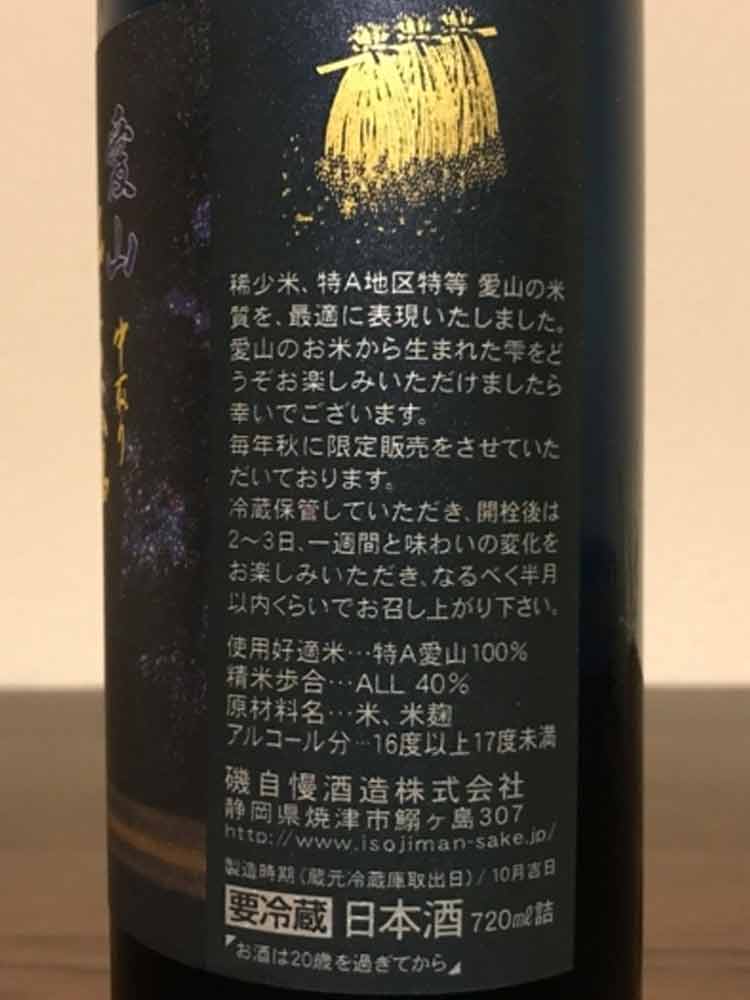 愛山
中取り
稀少米、特A地区特等 愛山の米
質を、最適に表現いたしました。
愛山のお米から生まれた雫をど
うぞお楽しみいただけましたら
幸いでございます。
毎年秋に限定販売をさせていた
だいております。
冷蔵保管していただき、開栓後は
2〜3日、一週間と味わいの変化を
お楽しみいただき、なるべく半月
以内くらいでお召し上がり下さい。
使用好適米…特A愛山100%
精米歩合…ALL 40%
原材料名…米、米麹
アルコール分…16度以上17度未満
磯自慢酒造株式会社
静岡県焼津市鰯ヶ島307
http://www.isojiman-sake.jp/
製造時期(蔵元冷蔵庫取出日)/10月吉日
要冷蔵 日本酒 720mℓ詰
お酒は20歳を過ぎてから